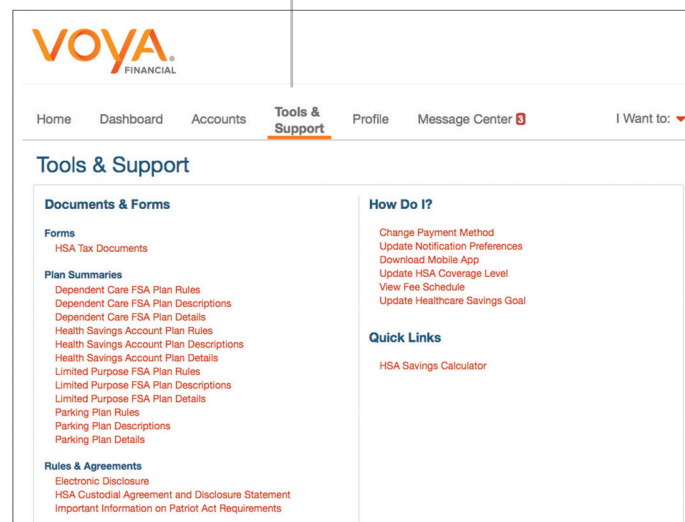 VOYA®
FINANCIAL
Home Dashboard Accounts Tools & Support Profile Message Center 3 I Want to:
Tools & Support
Documents & Forms
Forms
HSA Tax Documents
Plan Summaries
Dependent Care FSA Plan Rules
Dependent Care FSA Plan Descriptions
Dependent Care FSA Plan Details
Health Savings Account Plan Rules
Health Savings Account Plan Descriptions
Health Savings Account Plan Details
Limited Purpose FSA Plan Rules
Limited Purpose FSA Plan Descriptions
Limited Purpose FSA Plan Details
Parking Plan Rules
Parking Plan Descriptions
Parking Plan Details
Rules & Agreements
Electronic Disclosure
HSA Custodial Agreement and Disclosure Statement
Important Information on Patriot Act Requirements
How Do I?
Change Payment Method
Update Notification Preferences
Download Mobile App
Update HSA Coverage Level
View Fee Schedule
Update Healthcare Savings Goal
Quick Links
HSA Savings Calculator